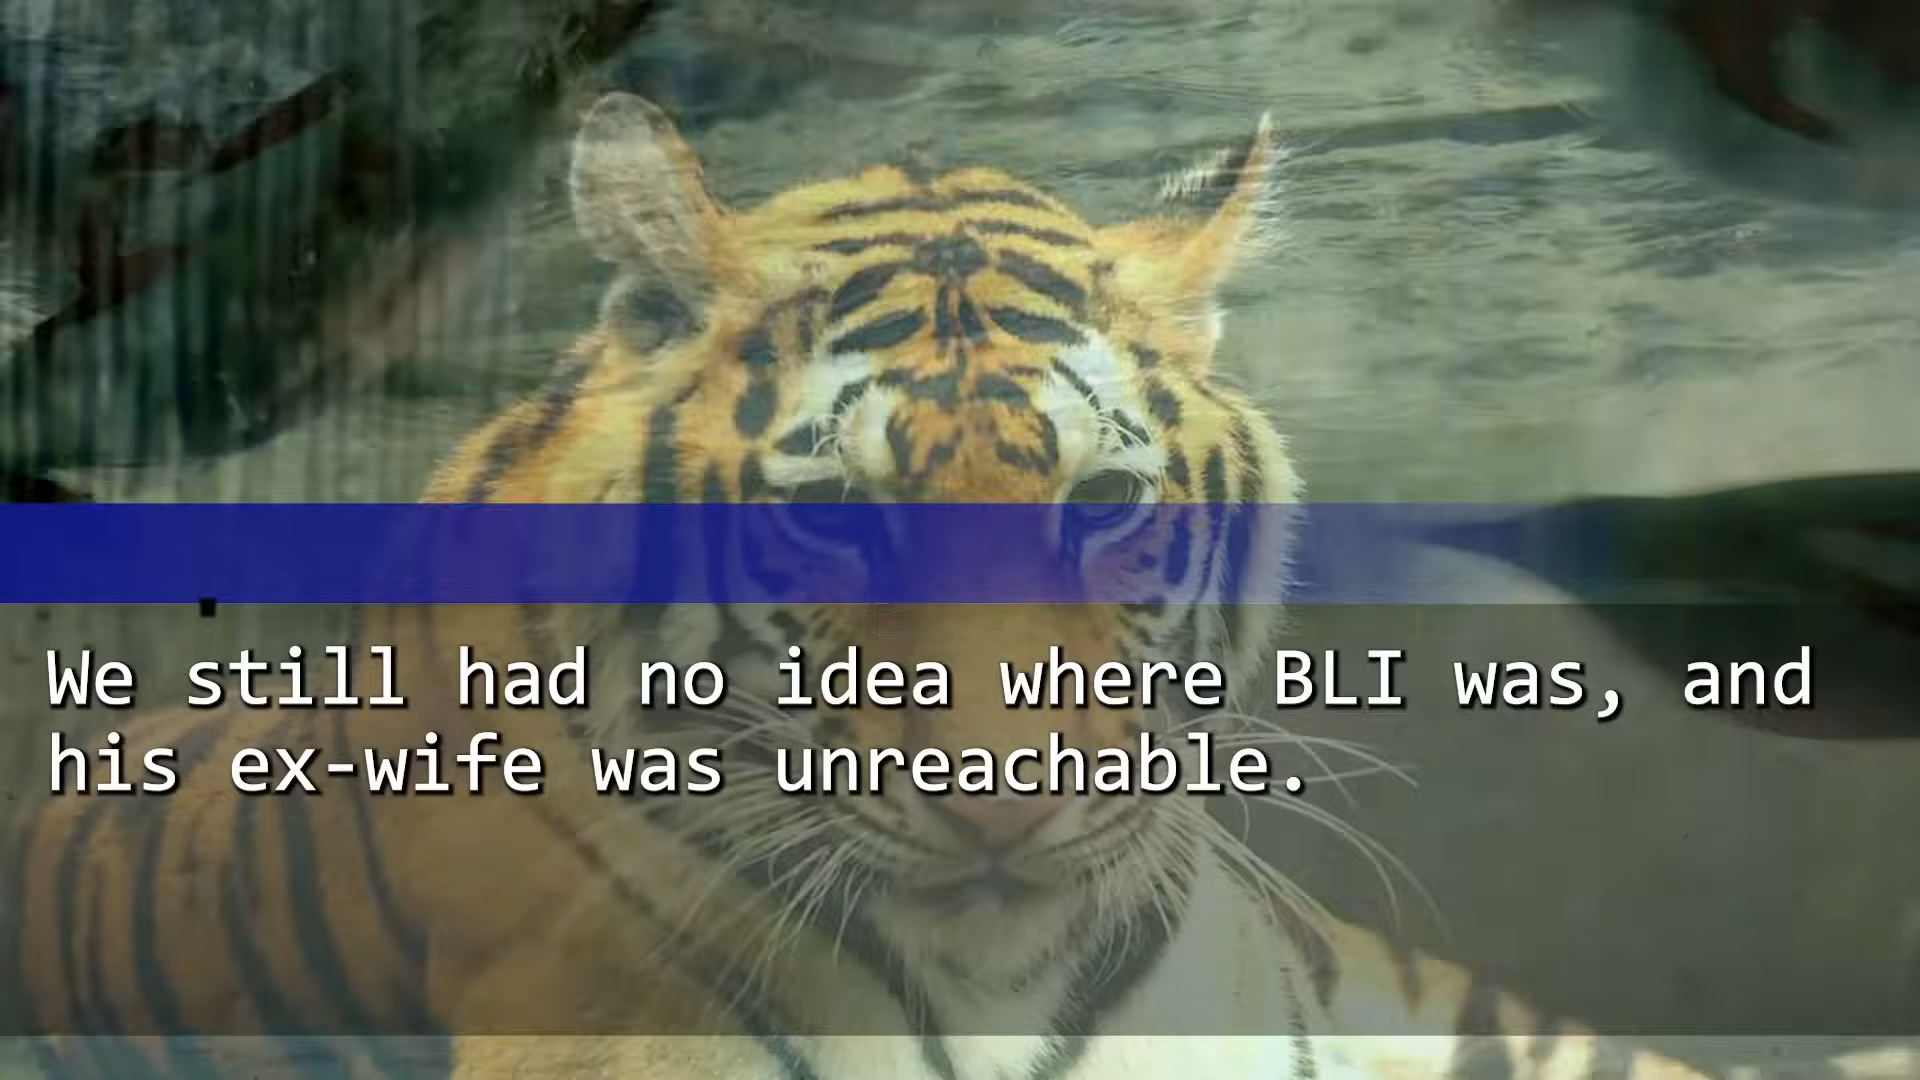 We still had no idea where BLI was, and
his ex-wife was unreachable.